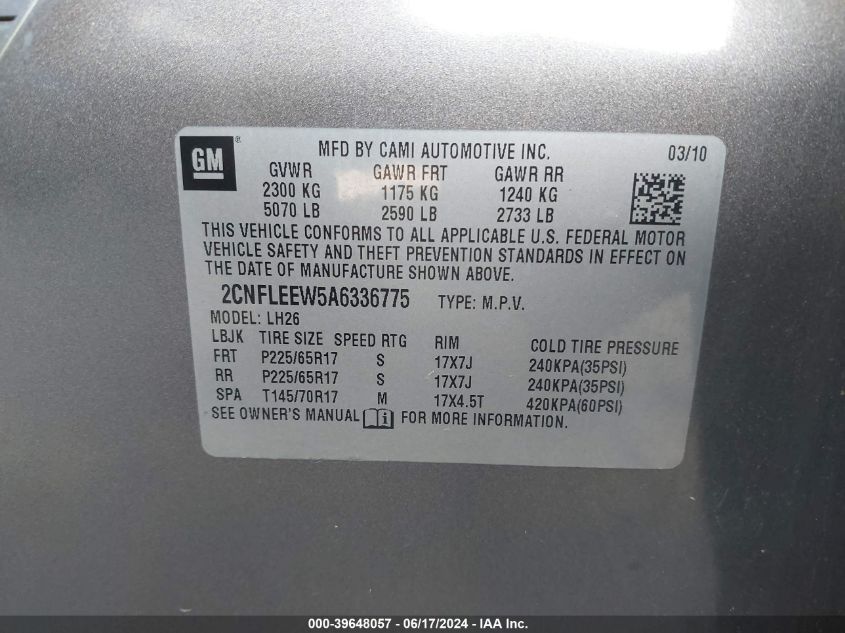 GM ®
MFD BY CAMI AUTOMOTIVE INC. 03/10
GVWR GAWR FRT GAWR RR
2300 KG 1175 KG 1240 KG
5070 LB 2590 LB 2733 LB
THIS VEHICLE CONFORMS TO ALL APPLICABLE U.S. FEDERAL MOTOR
VEHICLE SAFETY AND THEFT PREVENTION STANDARDS IN EFFECT ON
THE DATE OF MANUFACTURE SHOWN ABOVE.
2CNFLEEW5A6336775 TYPE: M.P.V.
MODEL: LH26
LBJK TIRE SIZE SPEED RTG RIM COLD TIRE PRESSURE
FRT P225/65R17 S 17X7J 240KPA(35PSI)
RR P225/65R17 S 17X7J 240KPA(35PSI)
SPA T145/70R17 M 17X4.5T 420KPA(60PSI)
SEE OWNER'S MANUAL i FOR MORE INFORMATION.
000-39648057 - 06/17/2024 - IAA Inc.